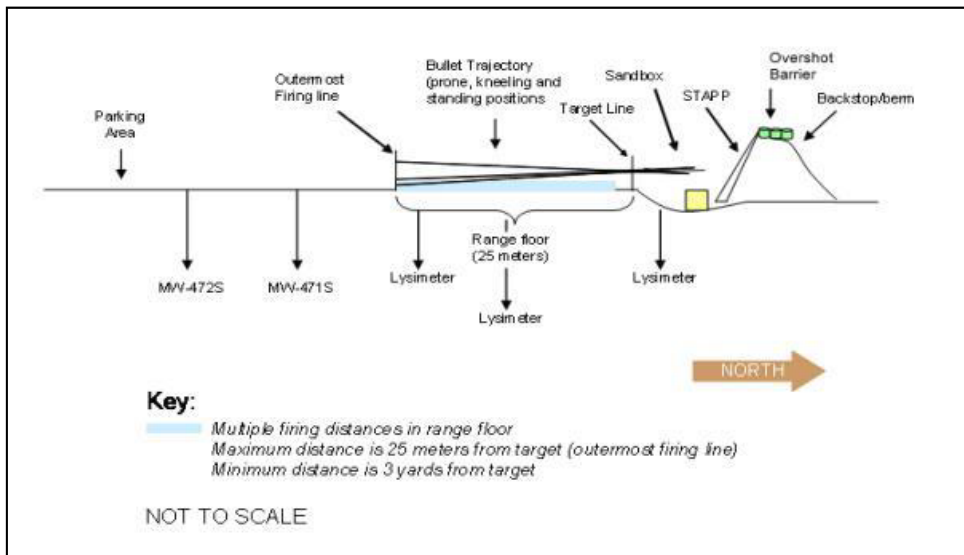 Overshot
Barrier
Bullet Trajectory
(prone, kneeling and
standing positions
Sandbox
Outermost
Firing line
STAPP
Backstop/berm
Target Line
Parking
Area
Range floor
(25 meters)
Lysimeter
Lysimeter
MW-472S
MW-471S
Lysimeter
NORTH
Key:
Multiple firing distances in range floor
Maximum distance is 25 meters from target (outermost firing line)
Minimum distance is 3 yards from target
NOT TO SCALE